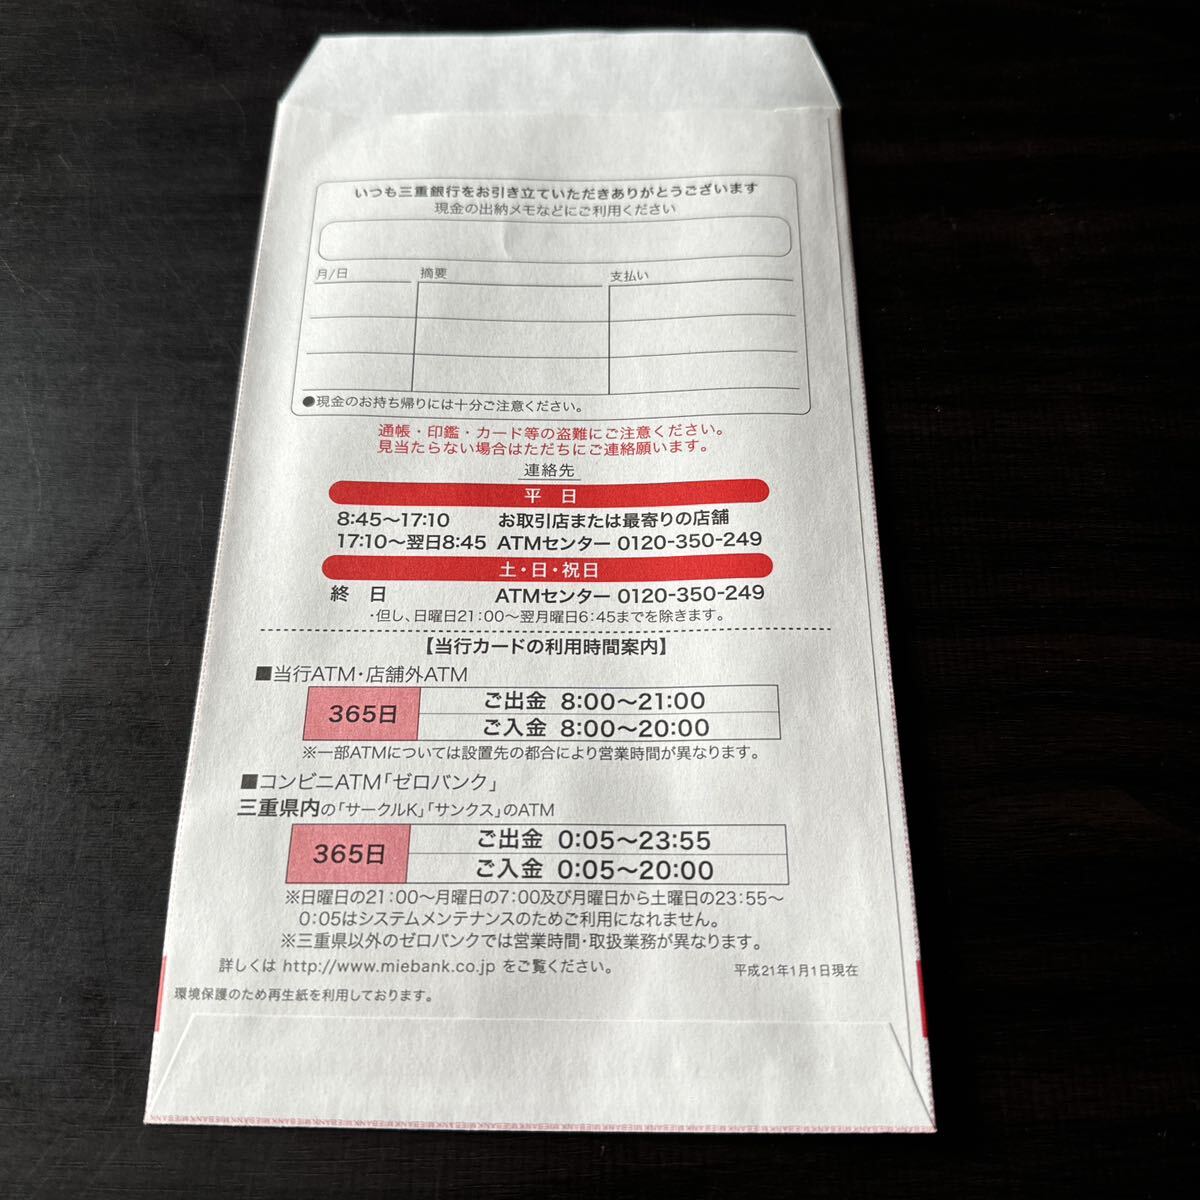 いつも三重銀行をお引き立ていただきありがとうございます
現金の出納メモなどにご利用ください
月/日 摘要 支払い
●現金のお持ち帰りには十分ご注意ください。
通帳・印鑑・カード等の盗難にご注意ください。
見当たらない場合はただちにご連絡願います。
連絡先
平 日
8:45〜17:10 お取引店または最寄りの店舗
17:10〜翌日8:45 ATMセンター 0120-350-249
土・日・祝日
終 日 ATMセンター 0120-350-249
・但し、日曜日21:00〜翌月曜日6:45までを除きます。
【当行カードの利用時間案内】
■当行ATM・店舗外ATM
365日 ご出金 8:00〜21:00
ご入金 8:00〜20:00
※一部ATMについては設置先の都合により営業時間が異なります。
■コンビニATM「ゼロバンク」
三重県内の「サークルK」「サンクス」のATM
365日 ご出金 0:05〜23:55
ご入金 0:05〜20:00
※日曜日の21:00〜月曜日の7:00及び月曜日から土曜日の23:55〜
0:05はシステムメンテナンスのためご利用になれません。
※三重県以外のゼロバンクでは営業時間・取扱業務が異なります。
詳しくは http://www.miebank.co.jp をご覧ください。 平成21年1月1日現在
環境保護のため再生紙を利用しております。